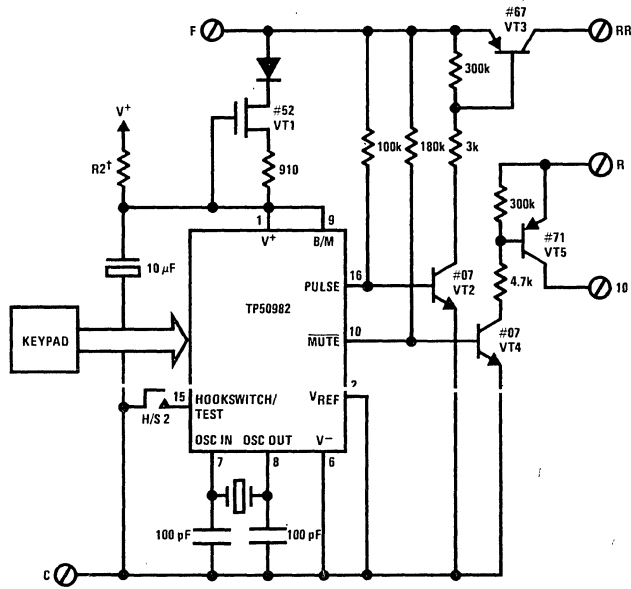 F
#67
VT3
RR
300k
V+
#52
VT1
R2†
100k
180k
3k
910
R
300k
1
9
V+
B/M
#71
VT5
10 µF
PULSE
16
#07
VT2
4.7k
10
TP50982
KEYPAD
MUTE
10
#07
VT4
2
VREF
15
HOOKSWITCH/
TEST
H/S 2
OSC IN
OSC OUT
V−
7
8
6
100 pF
100 pF
C